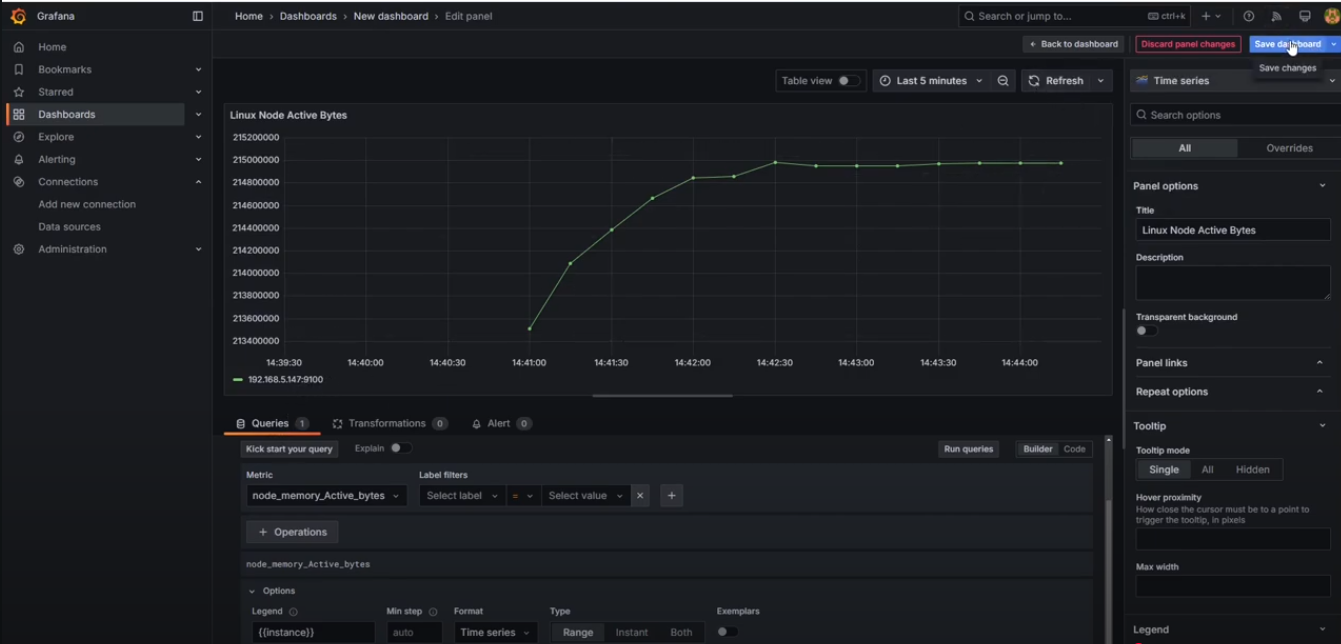 Grafana
Home › Dashboards › New dashboard › Edit panel
Search or jump to...
ctrl+k
Back to dashboard
Discard panel changes
Save dashboard
Save changes
Home
Bookmarks
Starred
Dashboards
Explore
Alerting
Connections
Add new connection
Data sources
Administration
Table view
Last 5 minutes
Refresh
Linux Node Active Bytes
215200000
215000000
214800000
214600000
214400000
214200000
214000000
213800000
213600000
213400000
14:39:30 14:40:00 14:40:30 14:41:00 14:41:30 14:42:00 14:42:30 14:43:00 14:43:30 14:44:00
192.168.5.147:9100
Queries 1 Transformations 0 Alert 0
Kick start your query Explain Run queries Builder Code
Metric Label filters
node_memory_Active_bytes Select label = Select value × +
+ Operations
node_memory_Active_bytes
Options
Legend Min step Format Type Exemplars
{{instance}} auto Time series Range Instant Both
Time series
Search options
All Overrides
Panel options
Title
Linux Node Active Bytes
Description
Transparent background
Panel links
Repeat options
Tooltip
Tooltip mode
Single All Hidden
Hover proximity
How close the cursor must be to a point to
trigger the tooltip, in pixels
Max width
Legend